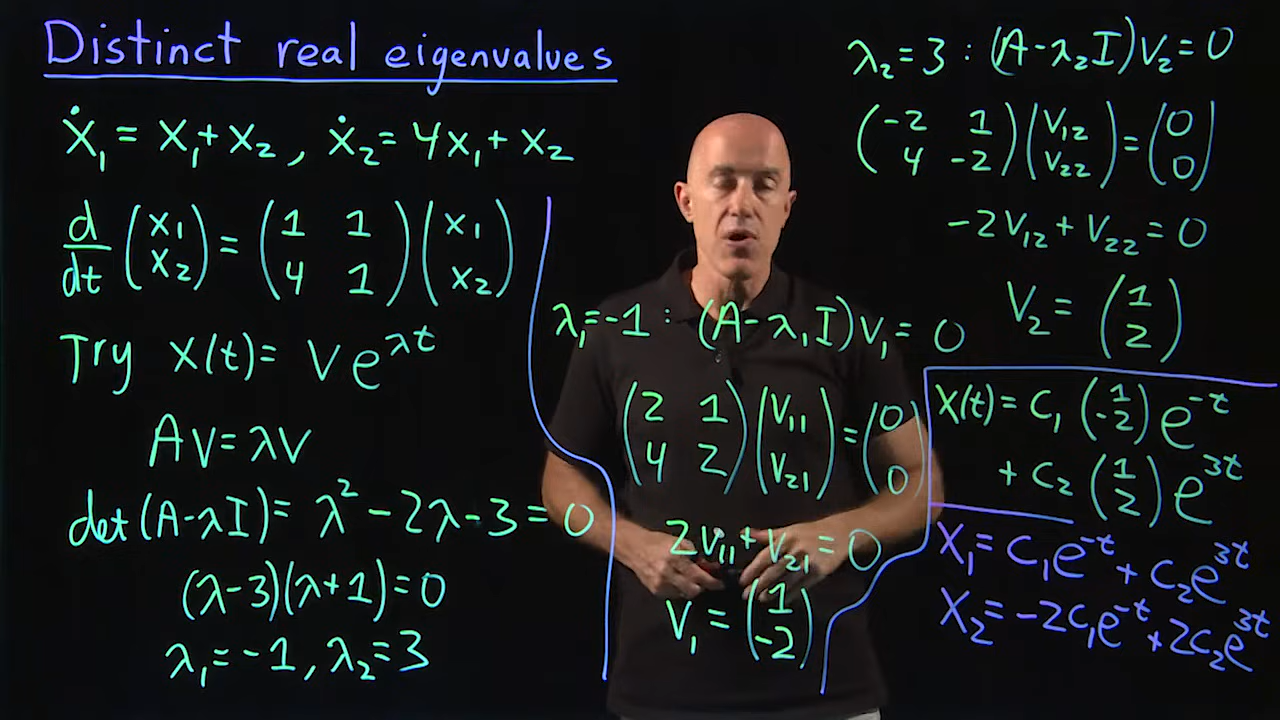 Distinct real eigenvalues
ẋ₁ = x₁ + x₂ , ẋ₂ = 4x₁ + x₂
d/dt (x₁ x₂) = (1 1 4 1) (x₁ x₂)
Try x(t) = v e^{λt}
Av = λv
det(A-λI) = λ² - 2λ - 3 = 0
(λ-3)(λ+1) = 0
λ₁ = -1 , λ₂ = 3
λ₁ = -1 : (A-λ₁I)v₁ = 0
(2 1 4 2) (v₁₁ v₂₁) = (0 0)
2v₁₁ + v₂₁ = 0
v₁ = (1 -2)
λ₂ = 3 : (A-λ₂I)v₂ = 0
(-2 1 4 -2) (v₁₂ v₂₂) = (0 0)
-2v₁₂ + v₂₂ = 0
v₂ = (1 2)
x(t) = c₁ (1 -2) e^{-t}
+ c₂ (1 2) e^{3t}
x₁ = c₁e^{-t} + c₂e^{3t}
x₂ = -2c₁e^{-t} + 2c₂e^{3t}